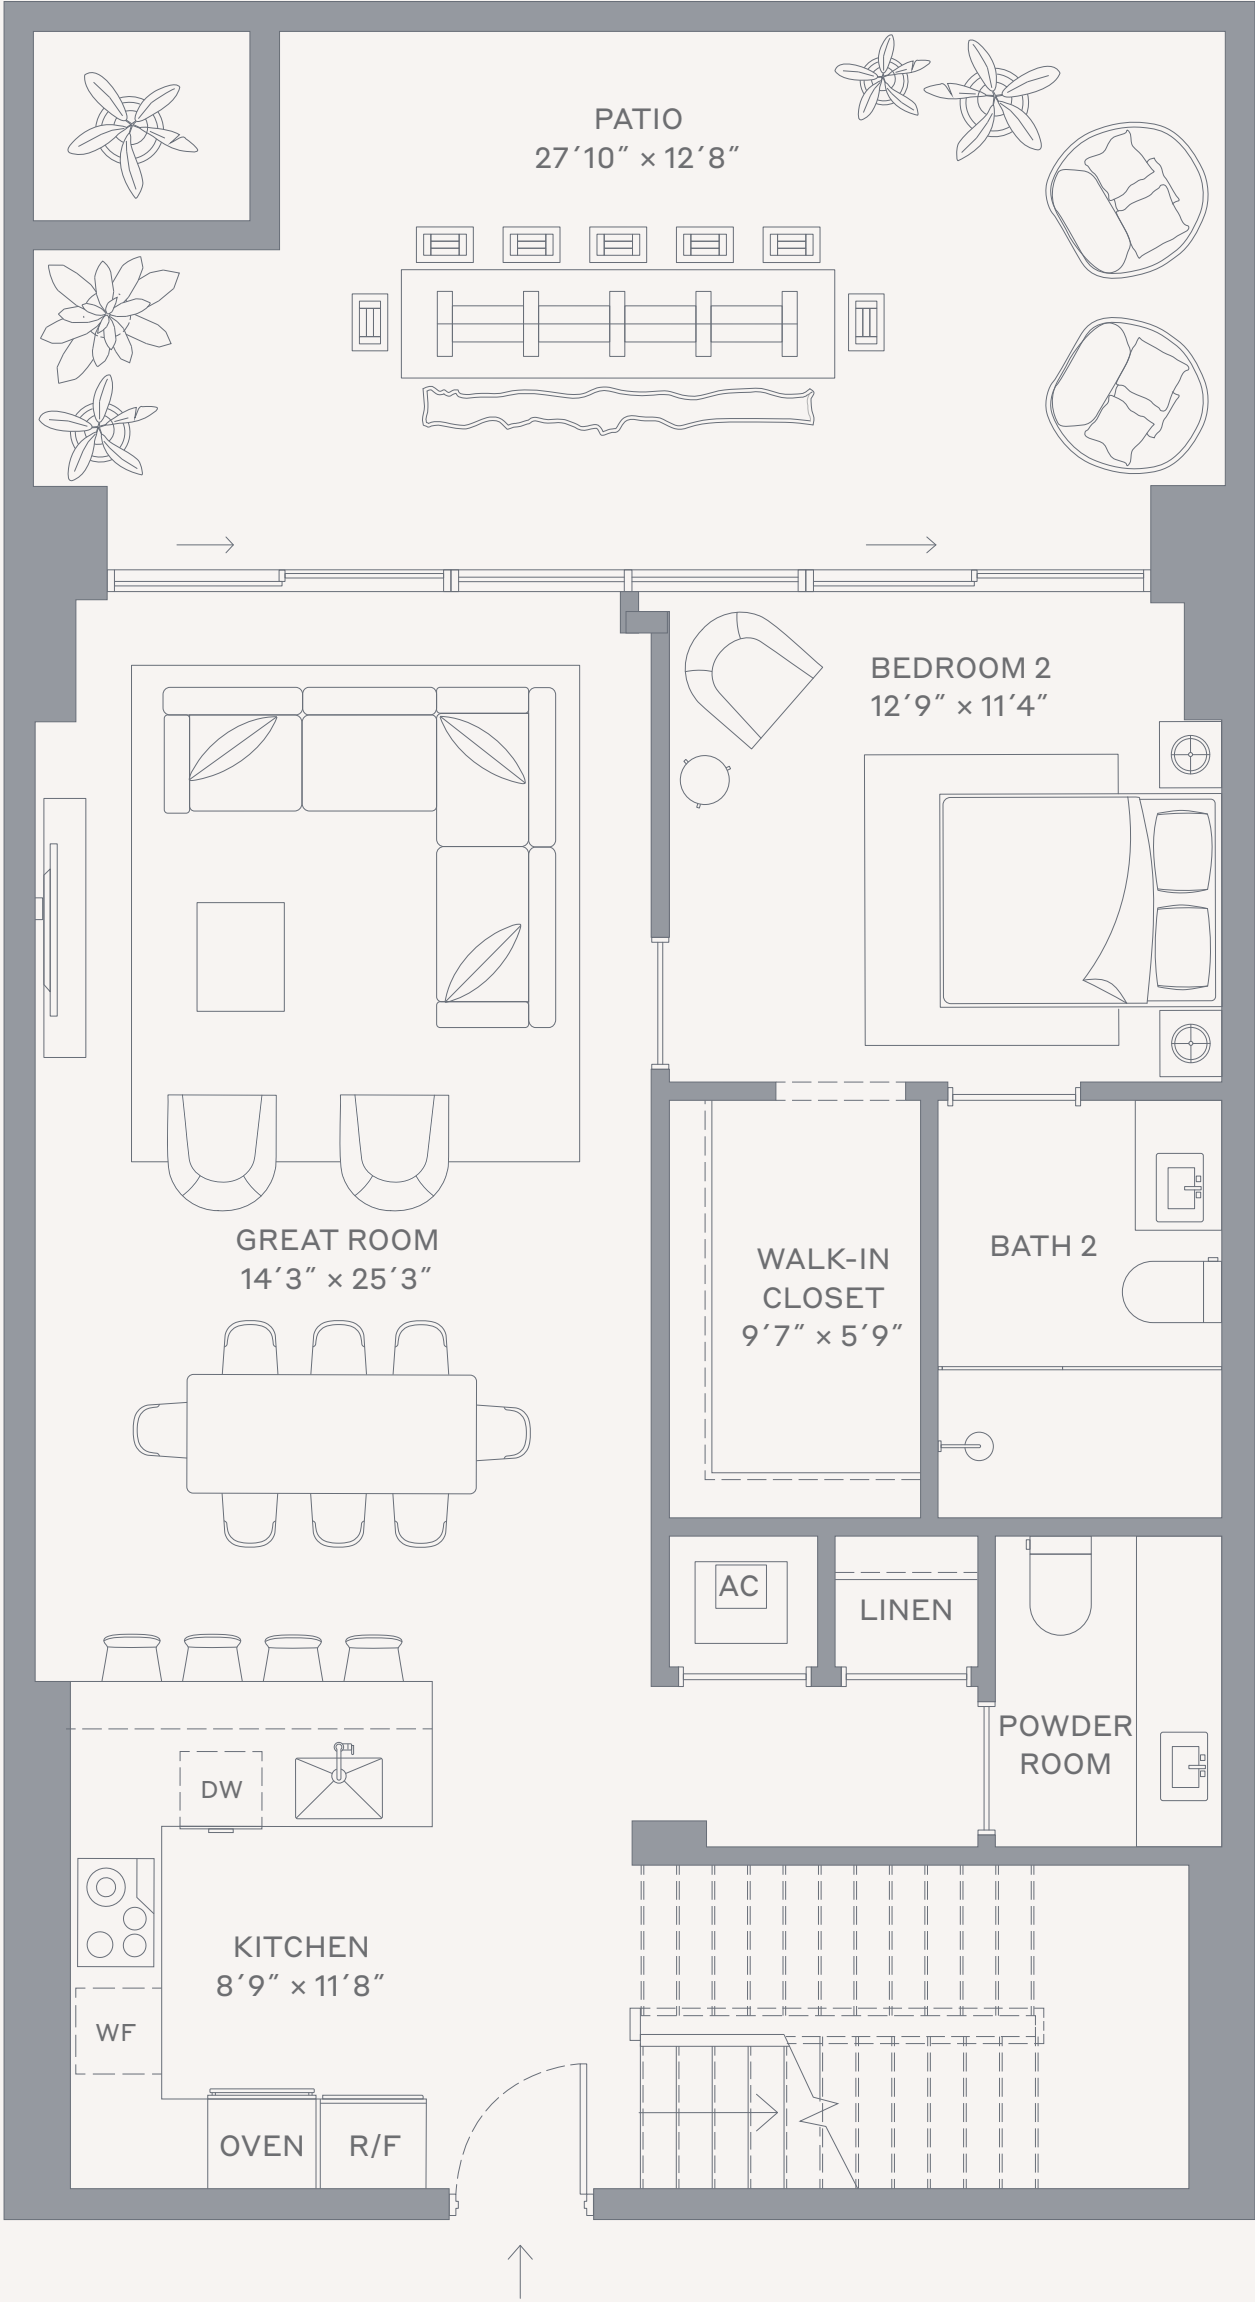 PATIO
27′10″ × 12′8″
BEDROOM 2
12′9″ × 11′4″
GREAT ROOM
14′3″ × 25′3″
WALK-IN
CLOSET
9′7″ × 5′9″
BATH 2
AC
LINEN
POWDER
ROOM
DW
KITCHEN
8′9″ × 11′8″
WF
OVEN
R/F